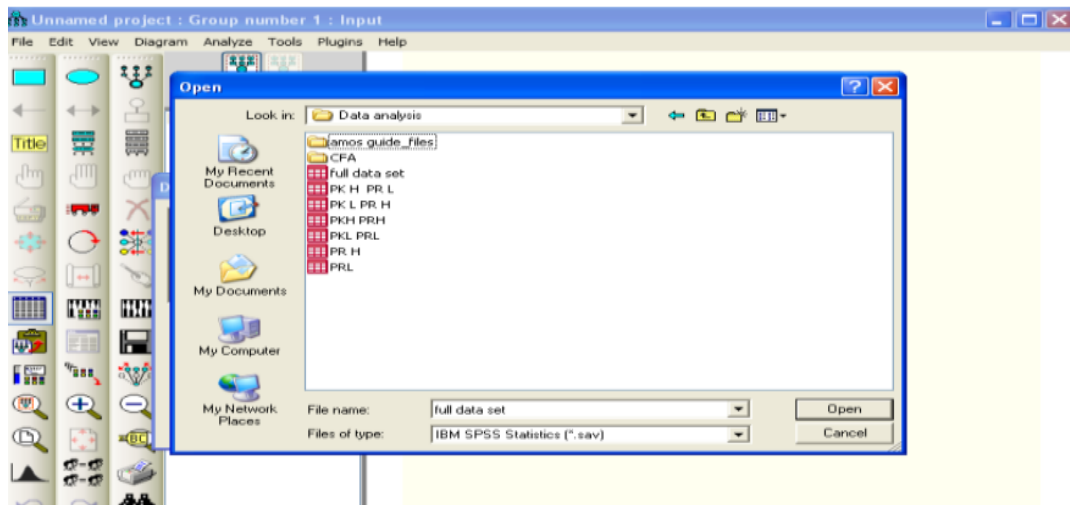 Unnamed project : Group number 1 : Input
File Edit View Diagram Analyze Tools Plugins Help
Open
Look in: Data analysis
Title
amos guide_files
CFA
full data set
PK H PR L
PK L PR H
PKH PRH
PKL PRL
PR H
PRL
My Recent
Documents
D
Desktop
My Documents
My Computer
My Network
Places
File name: full data set Open
Files of type: IBM SPSS Statistics (*.sav) Cancel